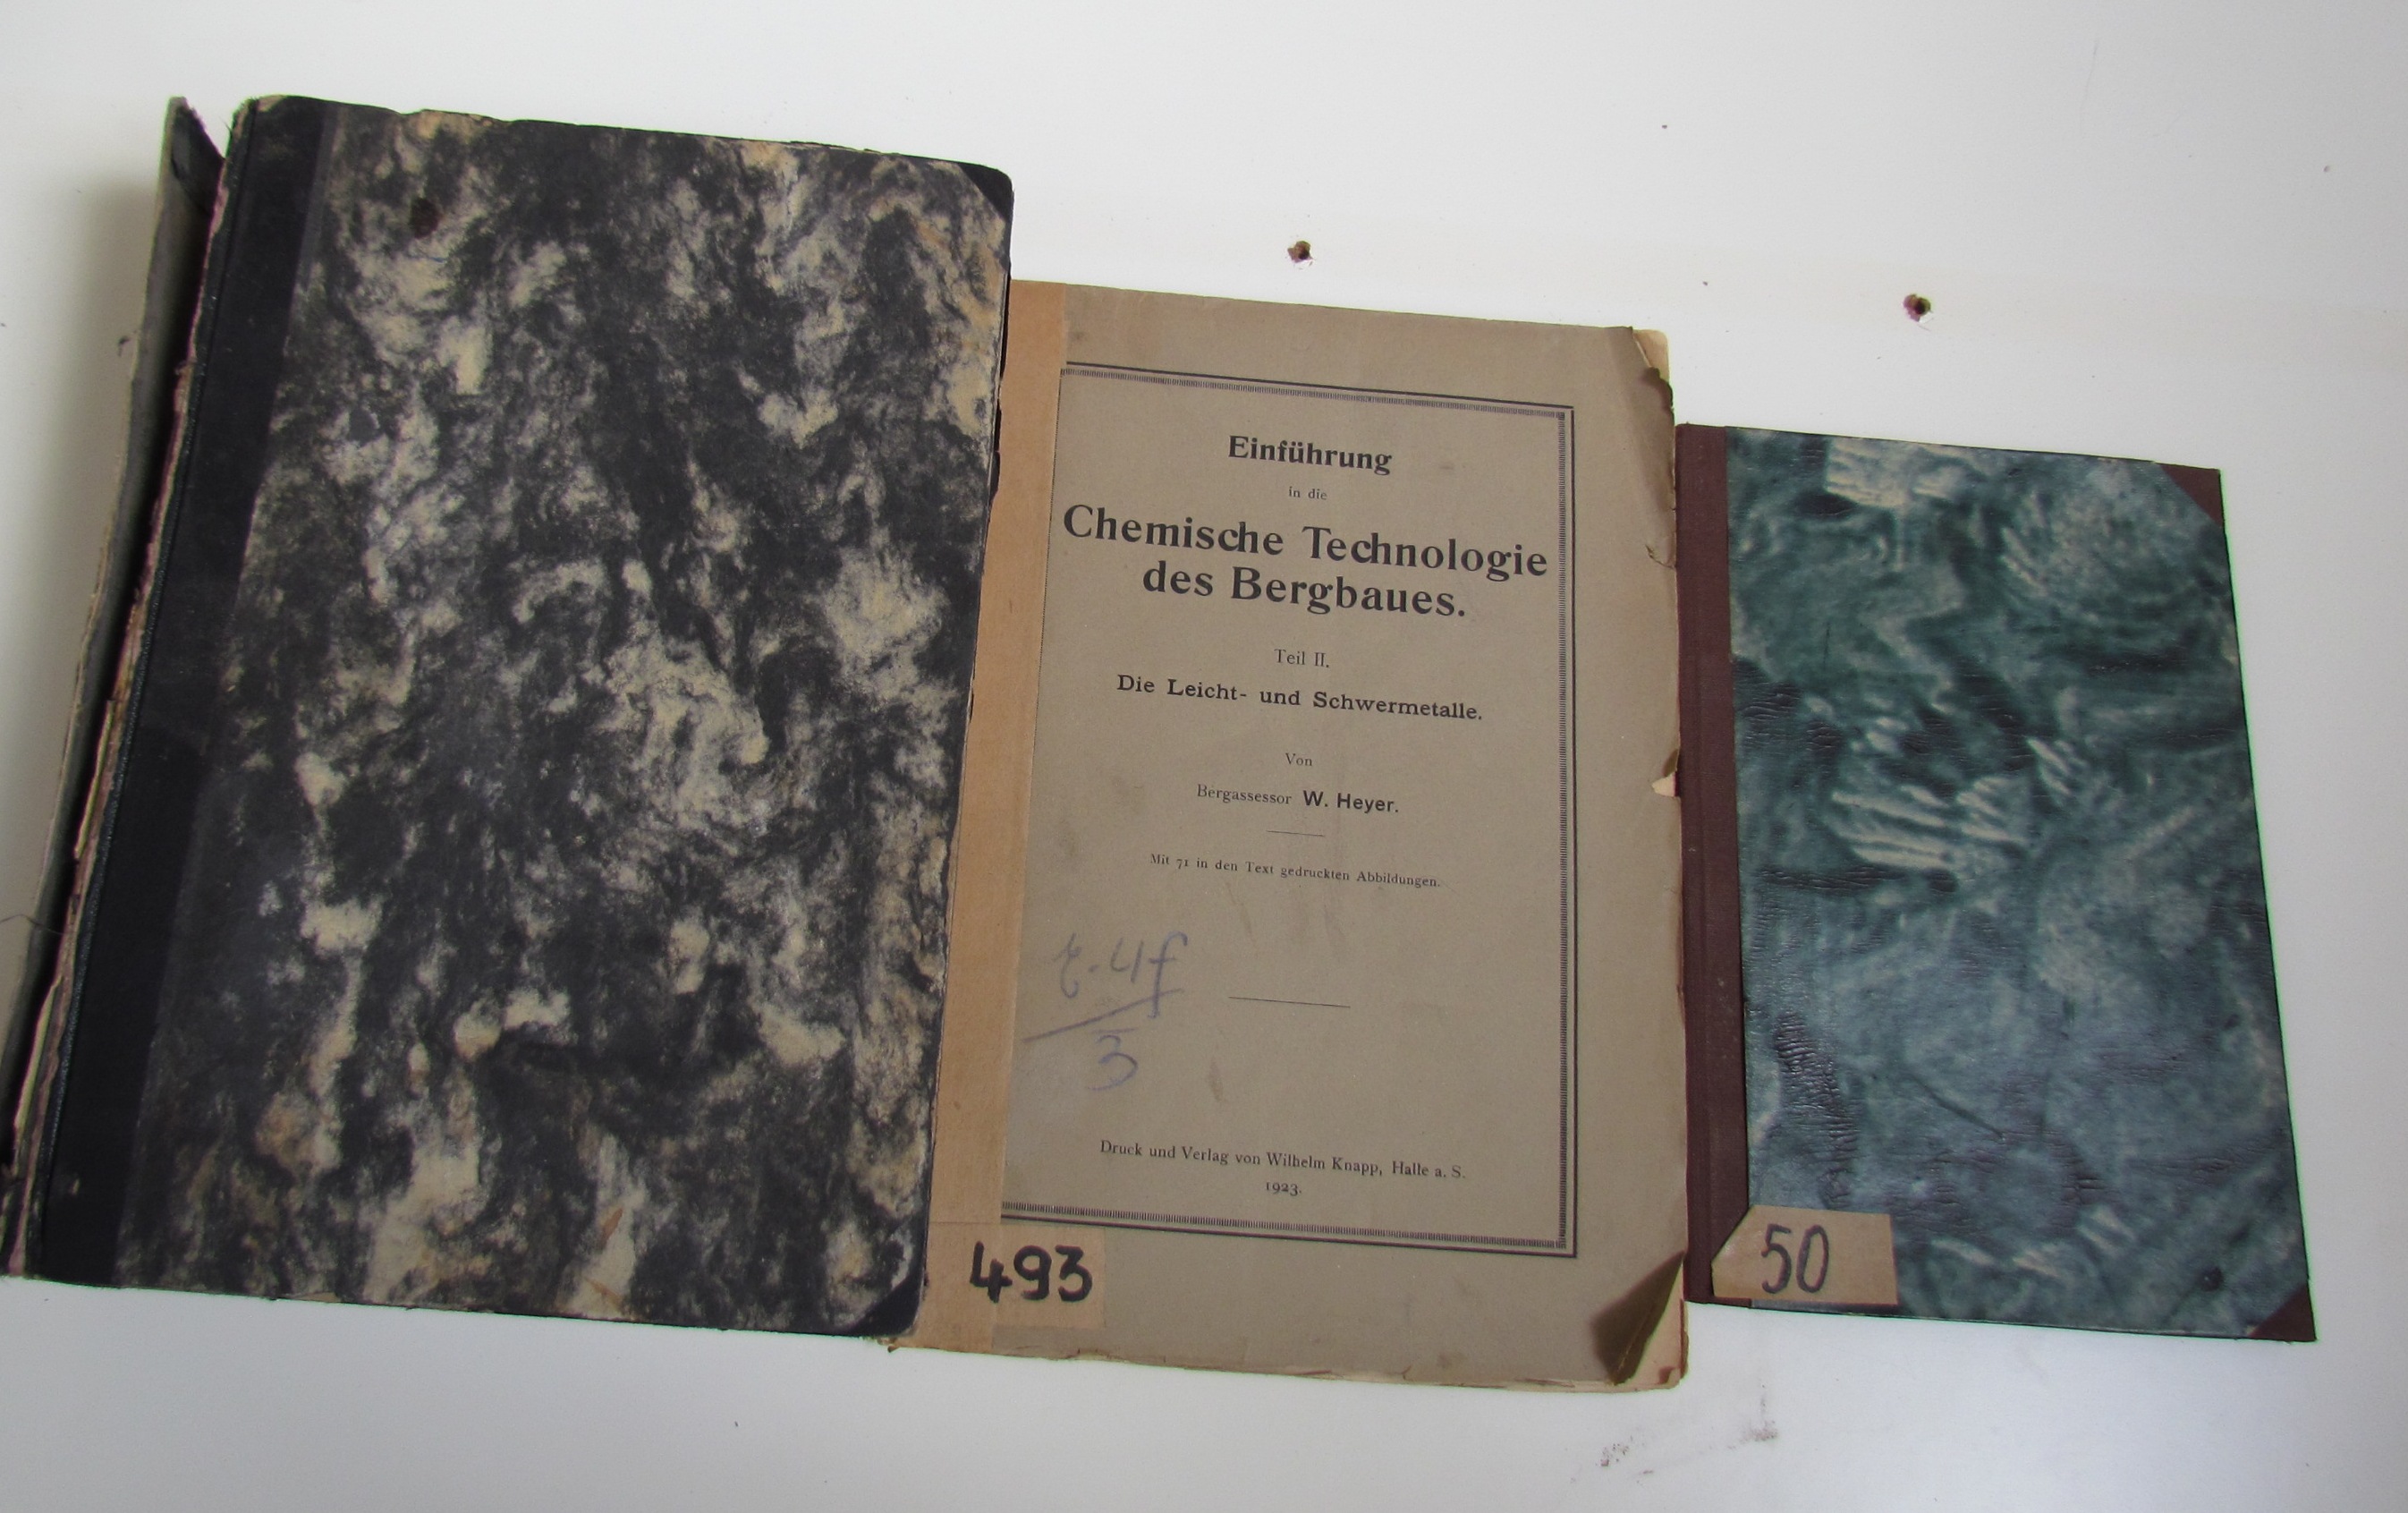 Einführung
in die
Chemische Technologie
des Bergbaues.
Teil II.
Die Leicht- und Schwermetalle.
Von
Bergassessor W. Heyer.
Mit 71 in den Text gedruckten Abbildungen.
3
Druck und Verlag von Wilhelm Knapp, Halle a. S.
1923.
493
50